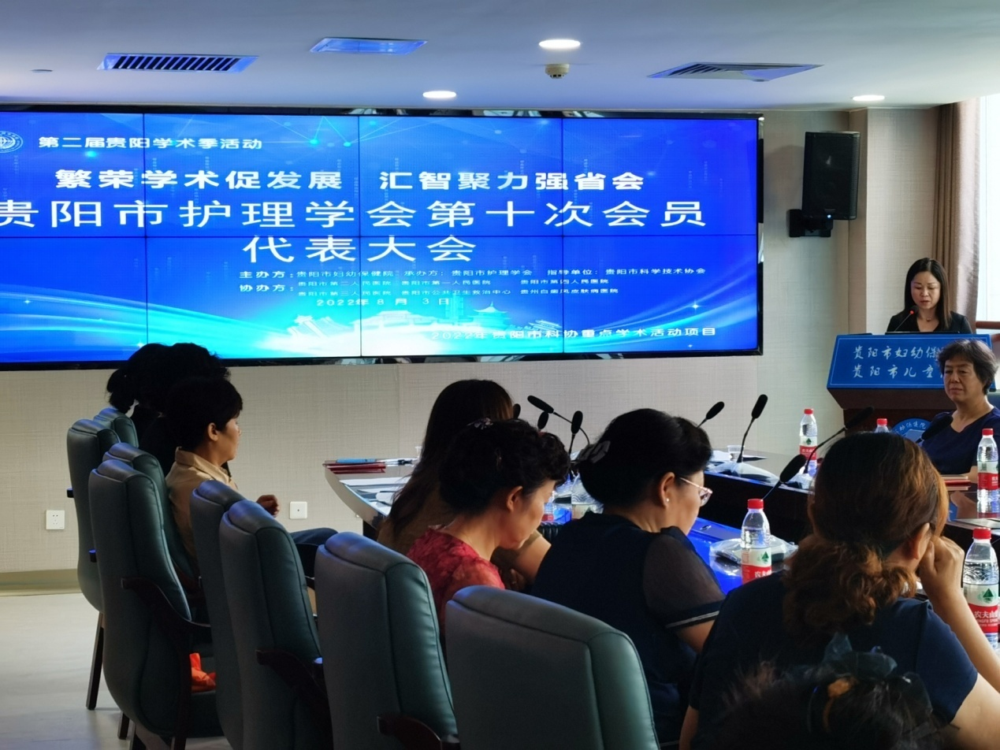 第二届贵阳学术季活动
繁荣学术促发展 汇智聚力强省会
贵阳市护理学会第十次会员
代表大会
主办方：贵阳市妇幼保健院 承办方：贵阳市护理学会 指导单位：贵阳市科学技术协会
协办方：贵阳市第二人民医院 贵阳市第一人民医院 贵阳市第四人民医院
贵阳市第三人民医院 贵阳市公共卫生救治中心 贵州白癜风皮肤病医院
2022年8月3日
2022年贵阳市科协重点学术活动项目
贵阳市妇幼保
贵阳市儿童
农夫山